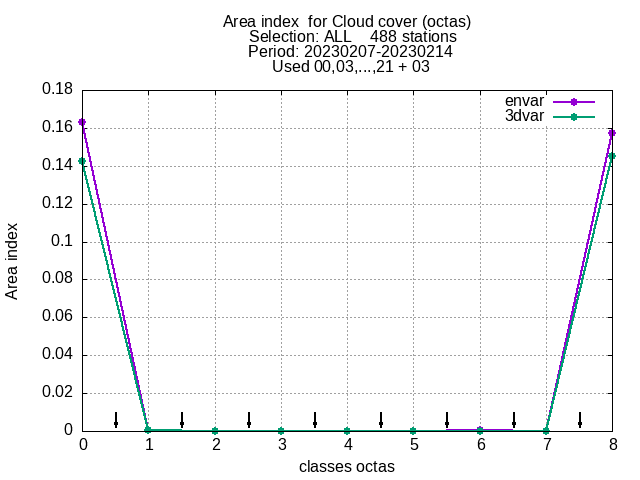 Area index  for Cloud cover (octas)
Selection: ALL    488 stations
Period: 20230207-20230214
Used 00,03,...,21 + 03
envar
3dvar
0.18
0.16
0.14
0.12
0.1
0.08
0.06
0.04
0.02
0
Area index
0 1 2 3 4 5 6 7 8
classes octas